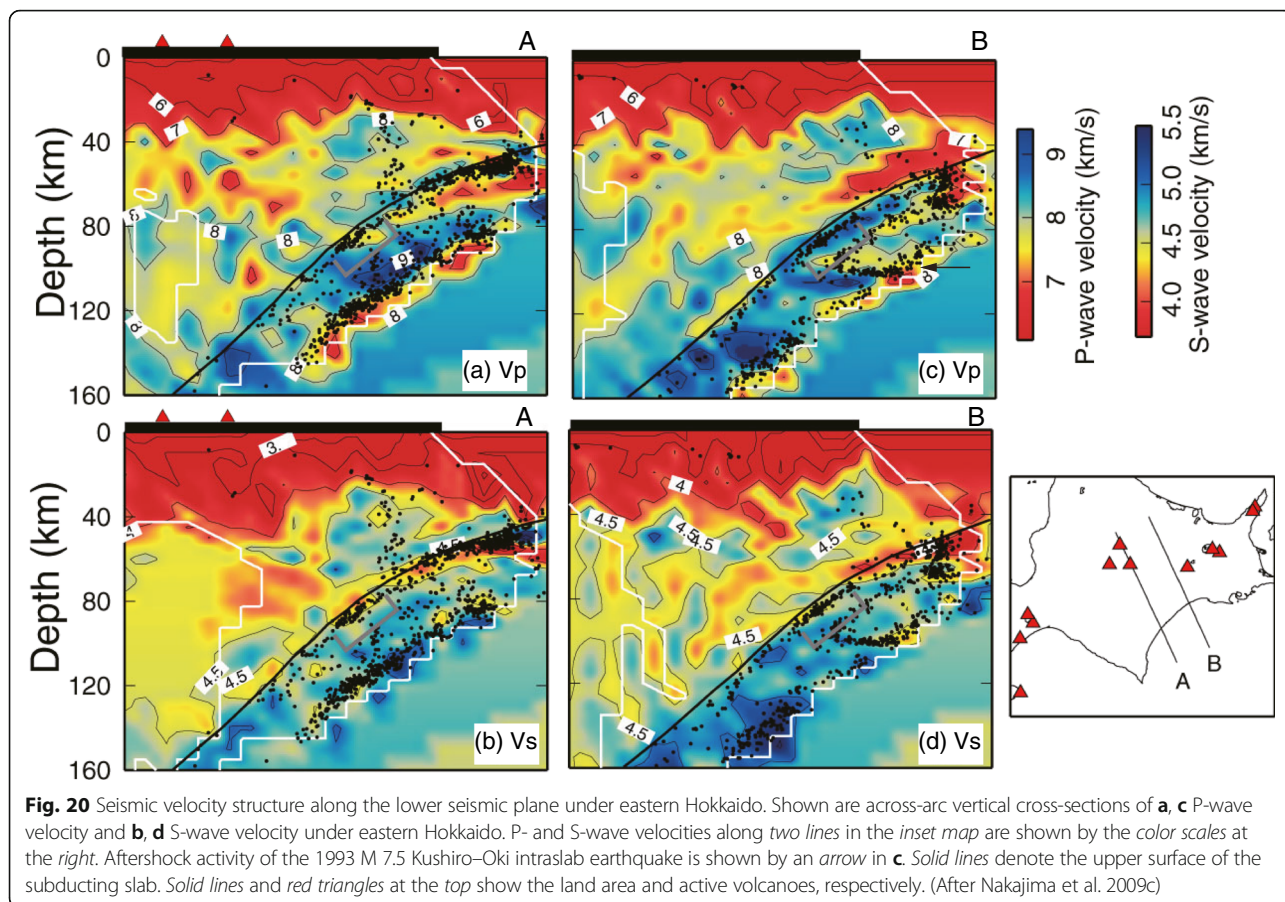 A
B
0
40
80
120
160
Depth (km)
6
7
8
6
8
8
8
8
9
8
8
8
(a) Vp
6
7
8
7
8
8
8
(c) Vp
9
8
7
P-wave velocity (km/s)
5.5
5.0
4.5
4.0
S-wave velocity (km/s)
A
B
0
40
80
120
160
Depth (km)
3.
4.5
4.5
4.5
(b) Vs
4
4.5
4.5
4.5
4.5
4.5
4.5
4.5
(d) Vs
A
B
Fig. 20 Seismic velocity structure along the lower seismic plane under eastern Hokkaido. Shown are across-arc vertical cross-sections of a, c P-wave
velocity and b, d S-wave velocity under eastern Hokkaido. P- and S-wave velocities along two lines in the inset map are shown by the color scales at
the right. Aftershock activity of the 1993 M 7.5 Kushiro–Oki intraslab earthquake is shown by an arrow in c. Solid lines denote the upper surface of the
subducting slab. Solid lines and red triangles at the top show the land area and active volcanoes, respectively. (After Nakajima et al. 2009c)